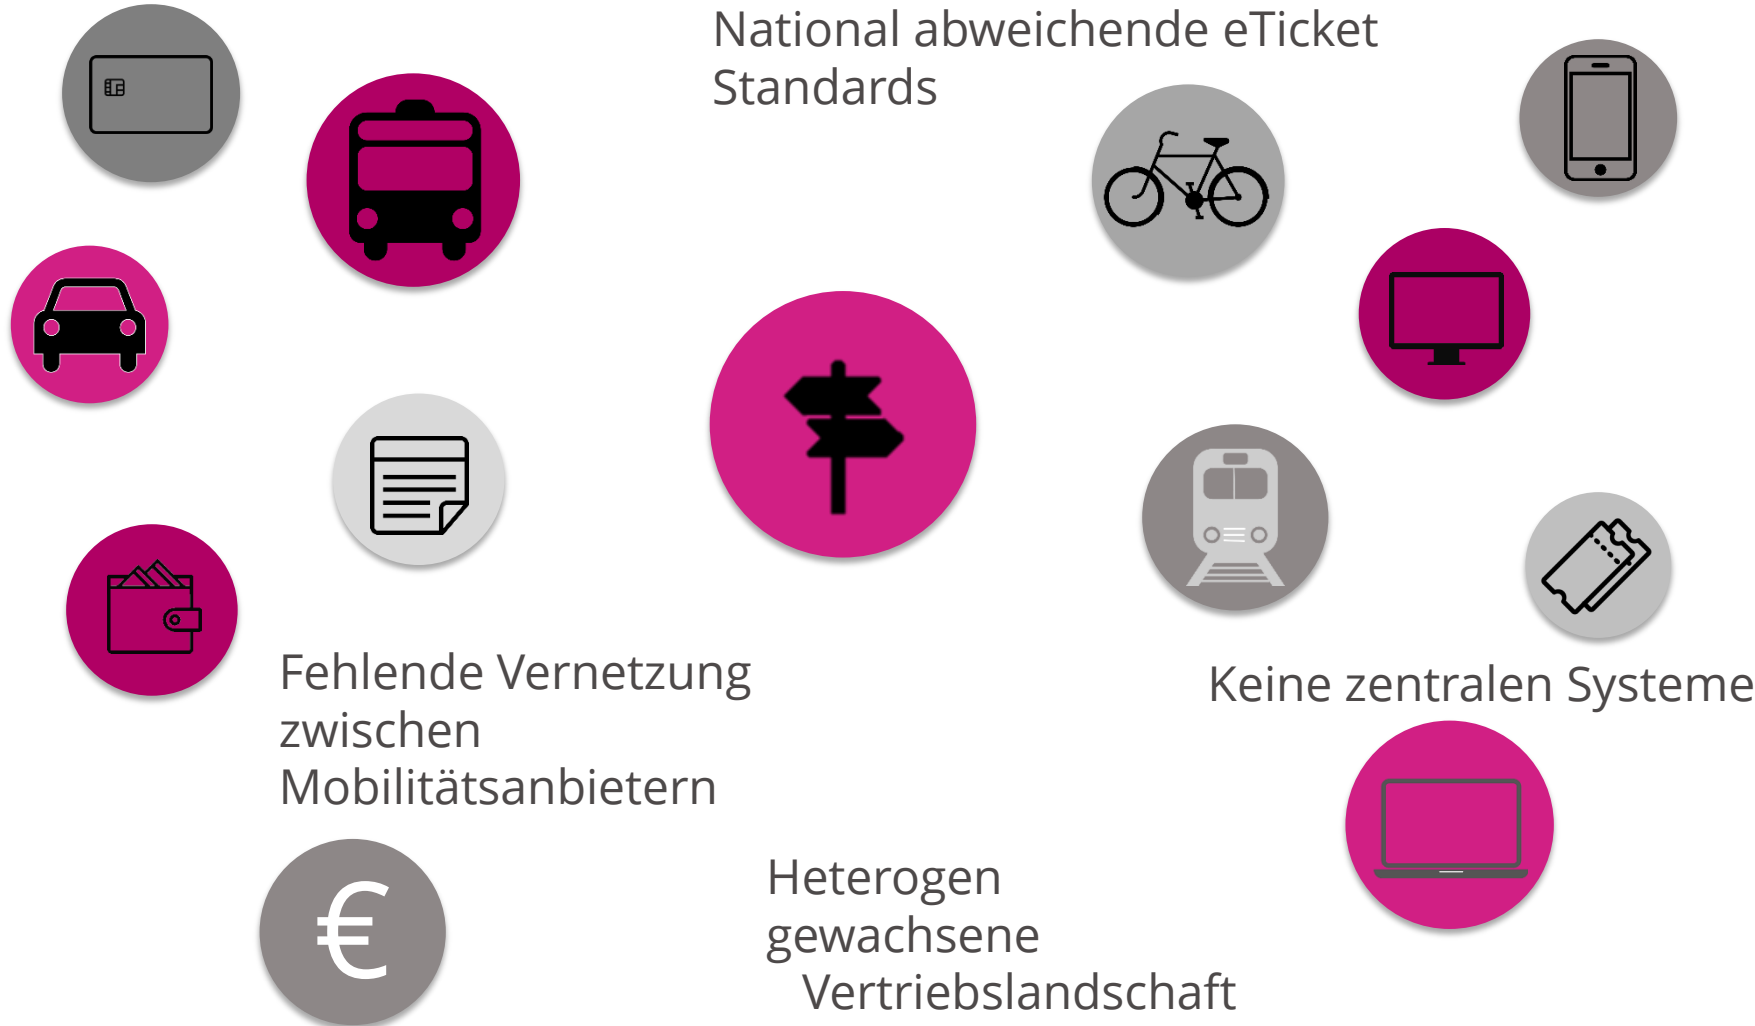 National abweichende eTicket
Standards
Fehlende Vernetzung
zwischen
Mobilitätsanbietern
Keine zentralen Systeme
€
Heterogen
gewachsene
Vertriebslandschaft